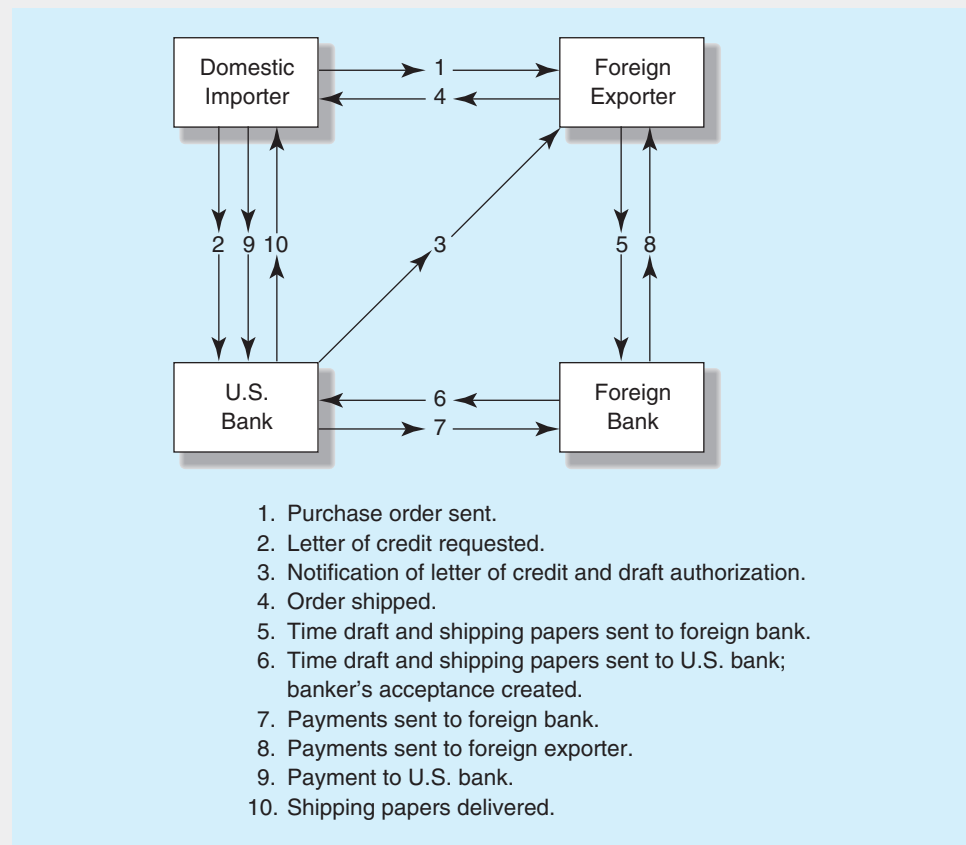 Domestic
Importer
Foreign
Exporter
1
4
2
9
10
3
5
8
U.S.
Bank
Foreign
Bank
6
7
1. Purchase order sent.
2. Letter of credit requested.
3. Notification of letter of credit and draft authorization.
4. Order shipped.
5. Time draft and shipping papers sent to foreign bank.
6. Time draft and shipping papers sent to U.S. bank;
banker's acceptance created.
7. Payments sent to foreign bank.
8. Payments sent to foreign exporter.
9. Payment to U.S. bank.
10. Shipping papers delivered.